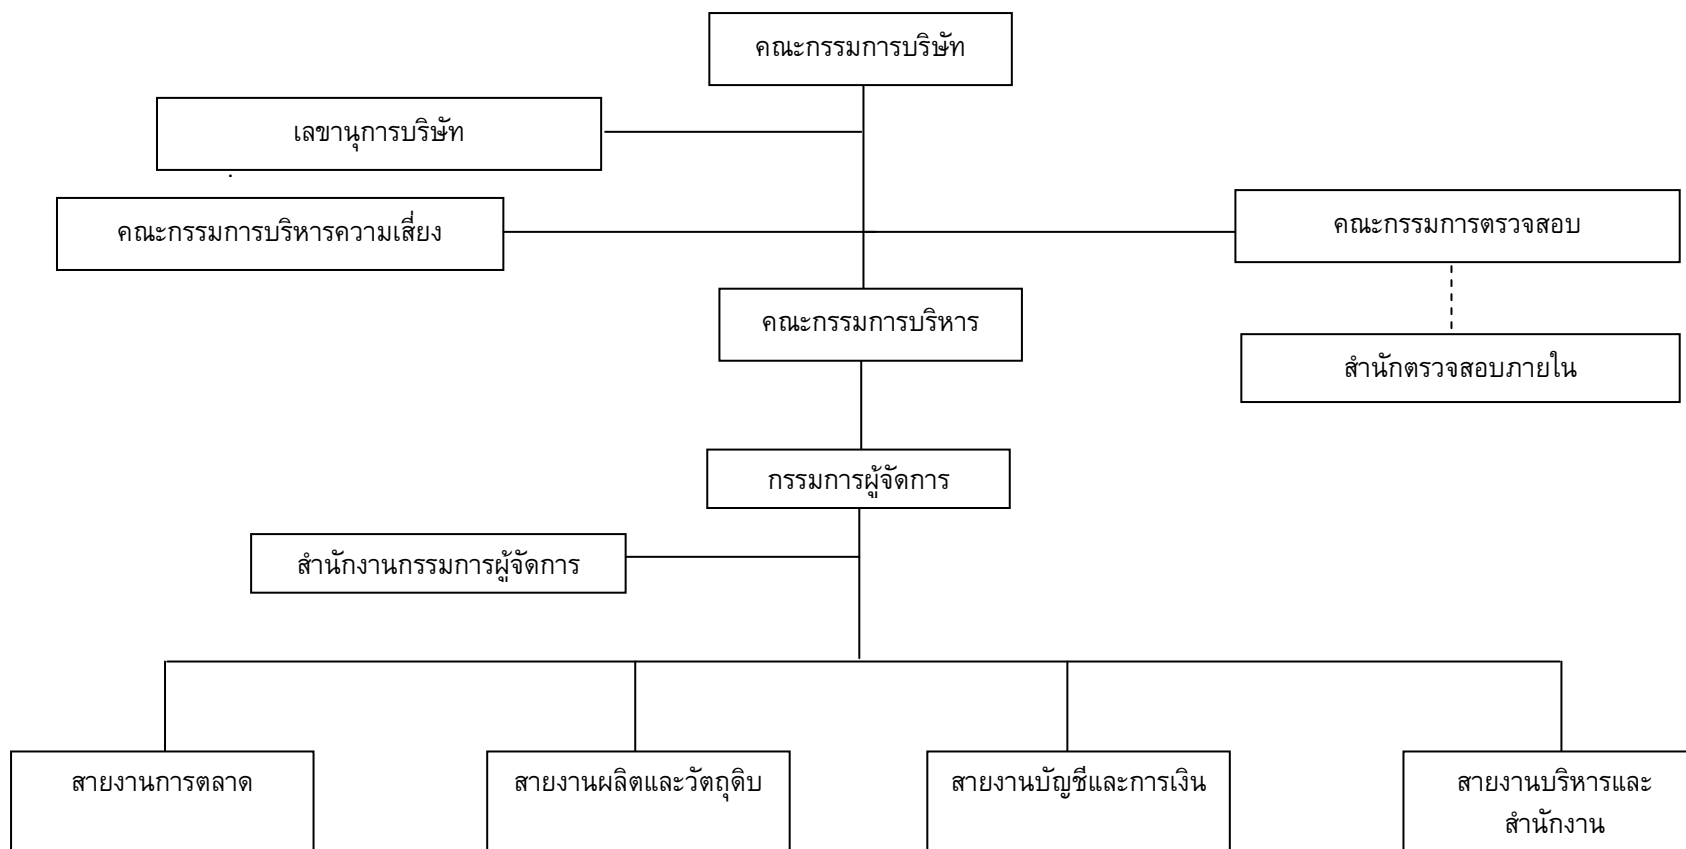 คณะกรรมการบริษัท
เลขานุการบริษัท
คณะกรรมการบริหารความเสี่ยง
คณะกรรมการตรวจสอบ
คณะกรรมการบริหาร
สำนักตรวจสอบภายใน
กรรมการผู้จัดการ
สำนักงานกรรมการผู้จัดการ
สายงานการตลาด
สายงานผลิตและวัตถุดิบ
สายงานบัญชีและการเงิน
สายงานบริหารและ
สำนักงาน